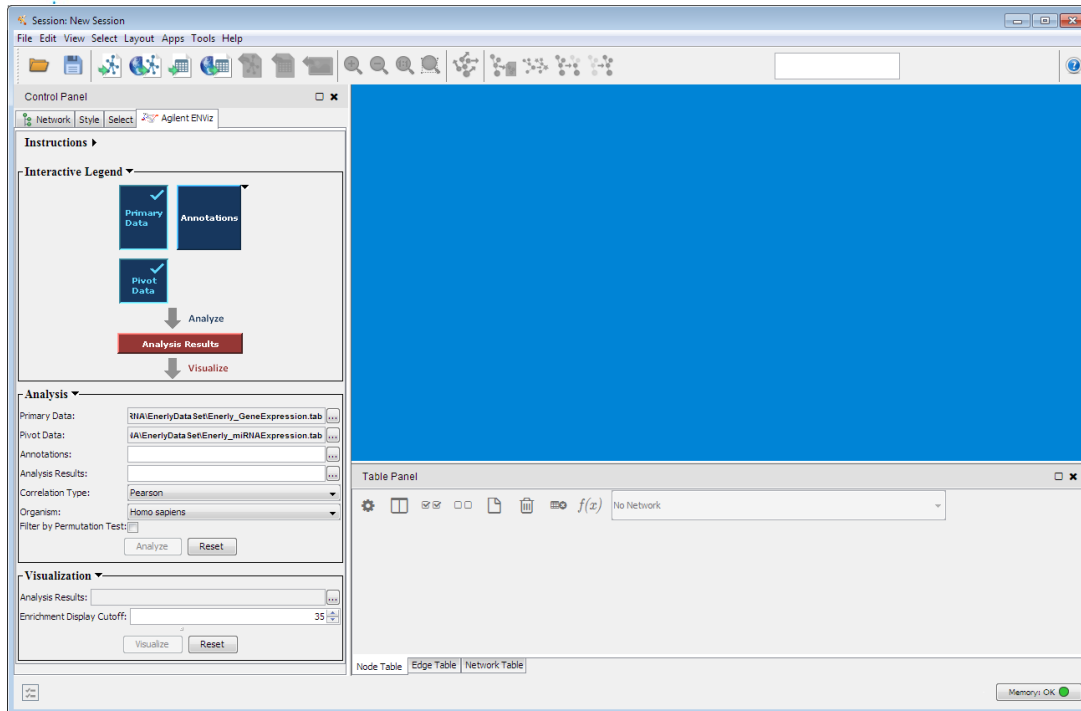 Session: New Session
File Edit View Select Layout Apps Tools Help
Control Panel
Network Style Select Agilent ENViz
Instructions
Interactive Legend
Primary Data
Annotations
Pivot Data
Analyze
Analysis Results
Visualize
Analysis
Primary Data: RNA\EnerlyDataSet\Enerly_GeneExpression.tab ...
Pivot Data: IA\EnerlyDataSet\Enerly_miRNAExpression.tab ...
Annotations: ...
Analysis Results: ...
Correlation Type: Pearson
Organism: Homo sapiens
Filter by Permutation Test:
Analyze Reset
Visualization
Analysis Results: ...
Enrichment Display Cutoff: 35
Visualize Reset
Table Panel
f(x) No Network
Node Table Edge Table Network Table
Memory: OK